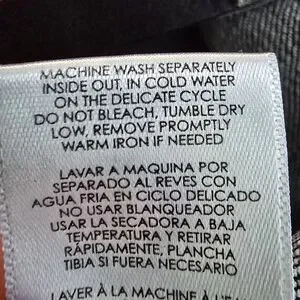 MACHINE WASH SEPARATELY
INSIDE OUT, IN COLD WATER
ON THE DELICATE CYCLE
DO NOT BLEACH, TUMBLE DRY
LOW, REMOVE PROMPTLY
WARM IRON IF NEEDED
LAVAR A MAQUINA POR
SEPARADO AL REVES CON
AGUA FRIA EN CICLO DELICADO
NO USAR BLANQUEADOR
USAR LA SECADORA A BAJA
TEMPERATURA Y RETIRAR
RÁPIDAMENTE, PLANCHA
TIBIA SI FUERA NECESARIO
LAVER À LA MACHINE À